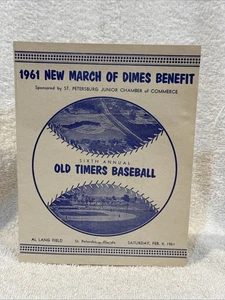 1961 NEW MARCH OF DIMES BENEFIT
Sponsored by ST. PETERSBURG JUNIOR CHAMBER of COMMERCE
SIXTH ANNUAL
OLD TIMERS BASEBALL
AL LANG FIELD St. Petersburg, Florida SATURDAY, FEB. 4, 1961